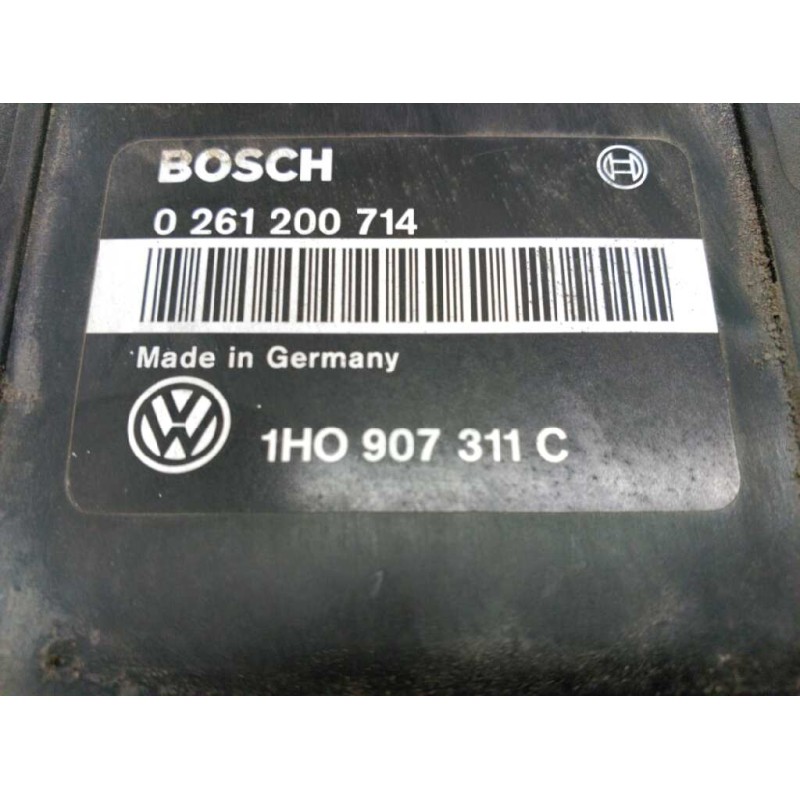 BOSCH
0 261 200 714
Made in Germany
1HO 907 311 C